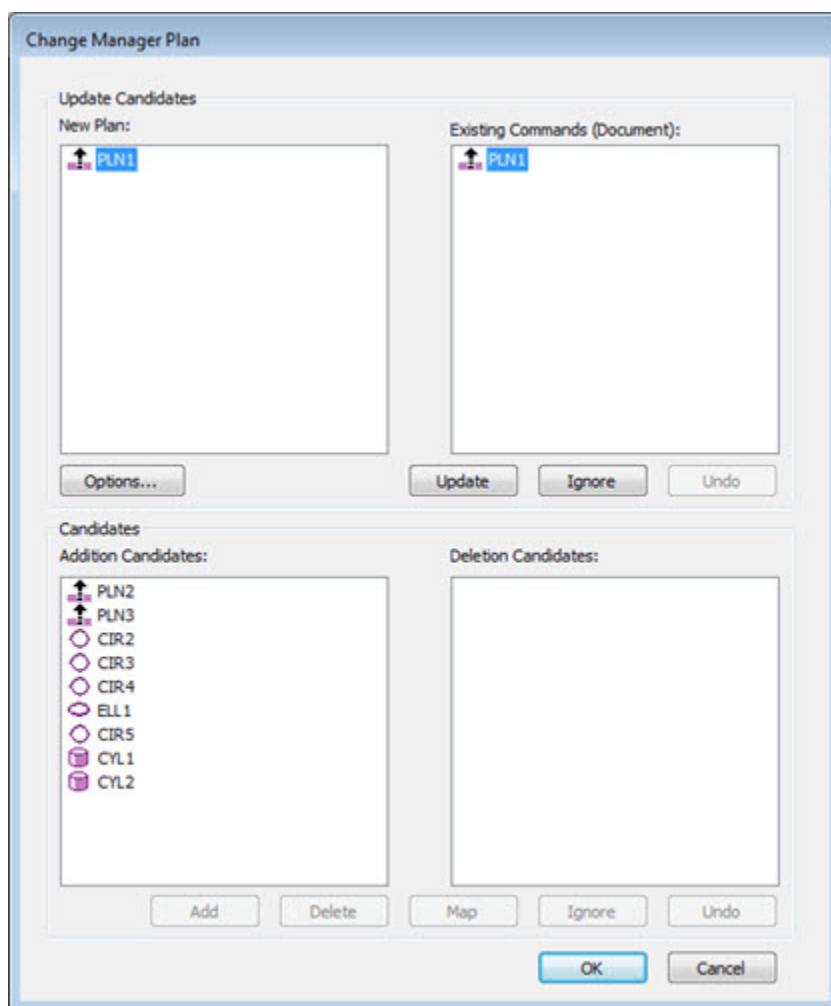 Change Manager Plan
Update Candidates
New Plan:
Existing Commands (Document):
PLN1
PLN1
Options...
Update
Ignore
Undo
Candidates
Addition Candidates:
Deletion Candidates:
PLN2
PLN3
CIR2
CIR3
CIR4
ELL1
CIR5
CYL1
CYL2
Add
Delete
Map
Ignore
Undo
OK
Cancel